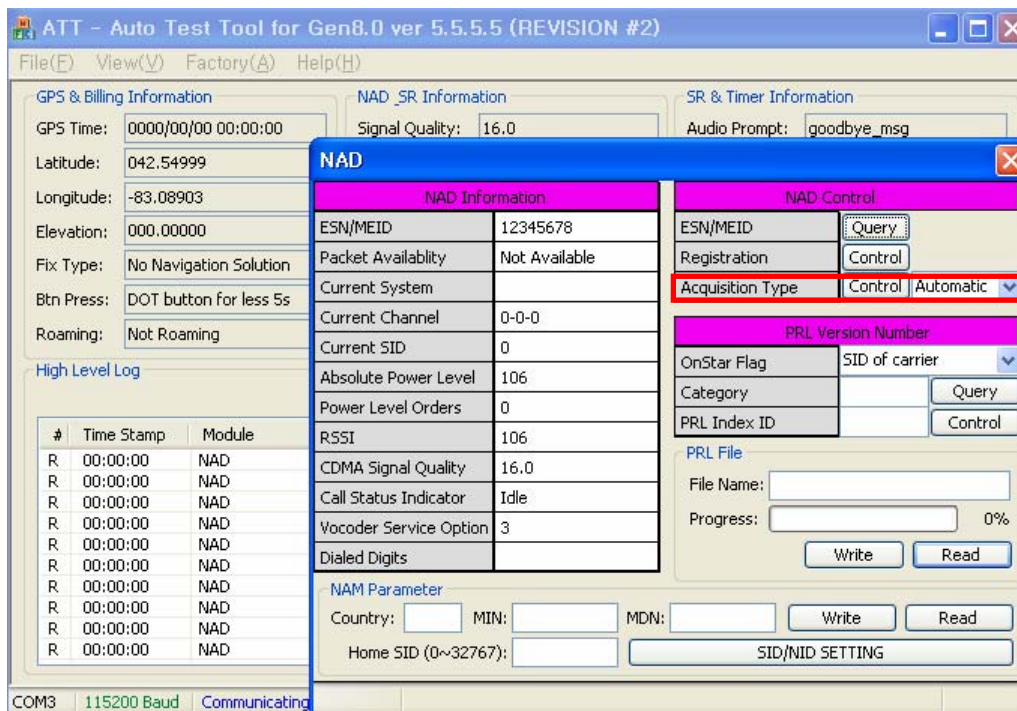 ATT - Auto Test Tool for Gen8.0 ver 5.5.5.5 (REVISION #2)
File(F) View(V) Factory(A) Help(H)
GPS & Billing Information
GPS Time: 0000/00/00 00:00:00
Latitude: 042.54999
Longitude: -83.08903
Elevation: 000.00000
Fix Type: No Navigation Solution
Btn Press: DOT button for less 5s
Roaming: Not Roaming
NAD _SR Information
Signal Quality: 16.0
SR & Timer Information
Audio Prompt: goodbye_msg
High Level Log
# Time Stamp Module
R 00:00:00 NAD
R 00:00:00 NAD
R 00:00:00 NAD
R 00:00:00 NAD
R 00:00:00 NAD
R 00:00:00 NAD
R 00:00:00 NAD
R 00:00:00 NAD
R 00:00:00 NAD
R 00:00:00 NAD
NAD
NAD Information
ESN/MEID 12345678
Packet Availablity Not Available
Current System
Current Channel 0-0-0
Current SID 0
Absolute Power Level 106
Power Level Orders 0
RSSI 106
CDMA Signal Quality 16.0
Call Status Indicator Idle
Vocoder Service Option 3
Dialed Digits
NAD Control
ESN/MEID Query
Registration Control
Acquisition Type Control Automatic
PRL Version Number
OnStar Flag SID of carrier
Category Query
PRL Index ID Control
PRL File
File Name:
Progress: 0%
Write Read
NAM Parameter
Country: MIN: MDN: Write Read
Home SID (0~32767): SID/NID SETTING
COM3 115200 Baud Communicating